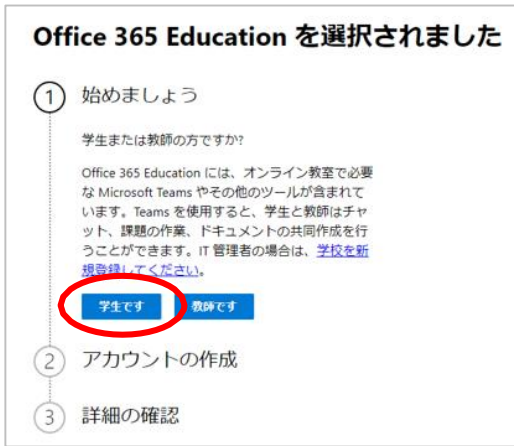 Office 365 Education を選択されました
1 始めましょう
学生または教師の方ですか?
Office 365 Education には、オンライン教室で必要
な Microsoft Teams やその他のツールが含まれて
います。Teams を使用すると、学生と教師はチャ
ット、課題の作業、ドキュメントの共同作成を行
うことができます。IT 管理者の場合は、学校を新
規登録してください。
学生です 教師です
2 アカウントの作成
3 詳細の確認